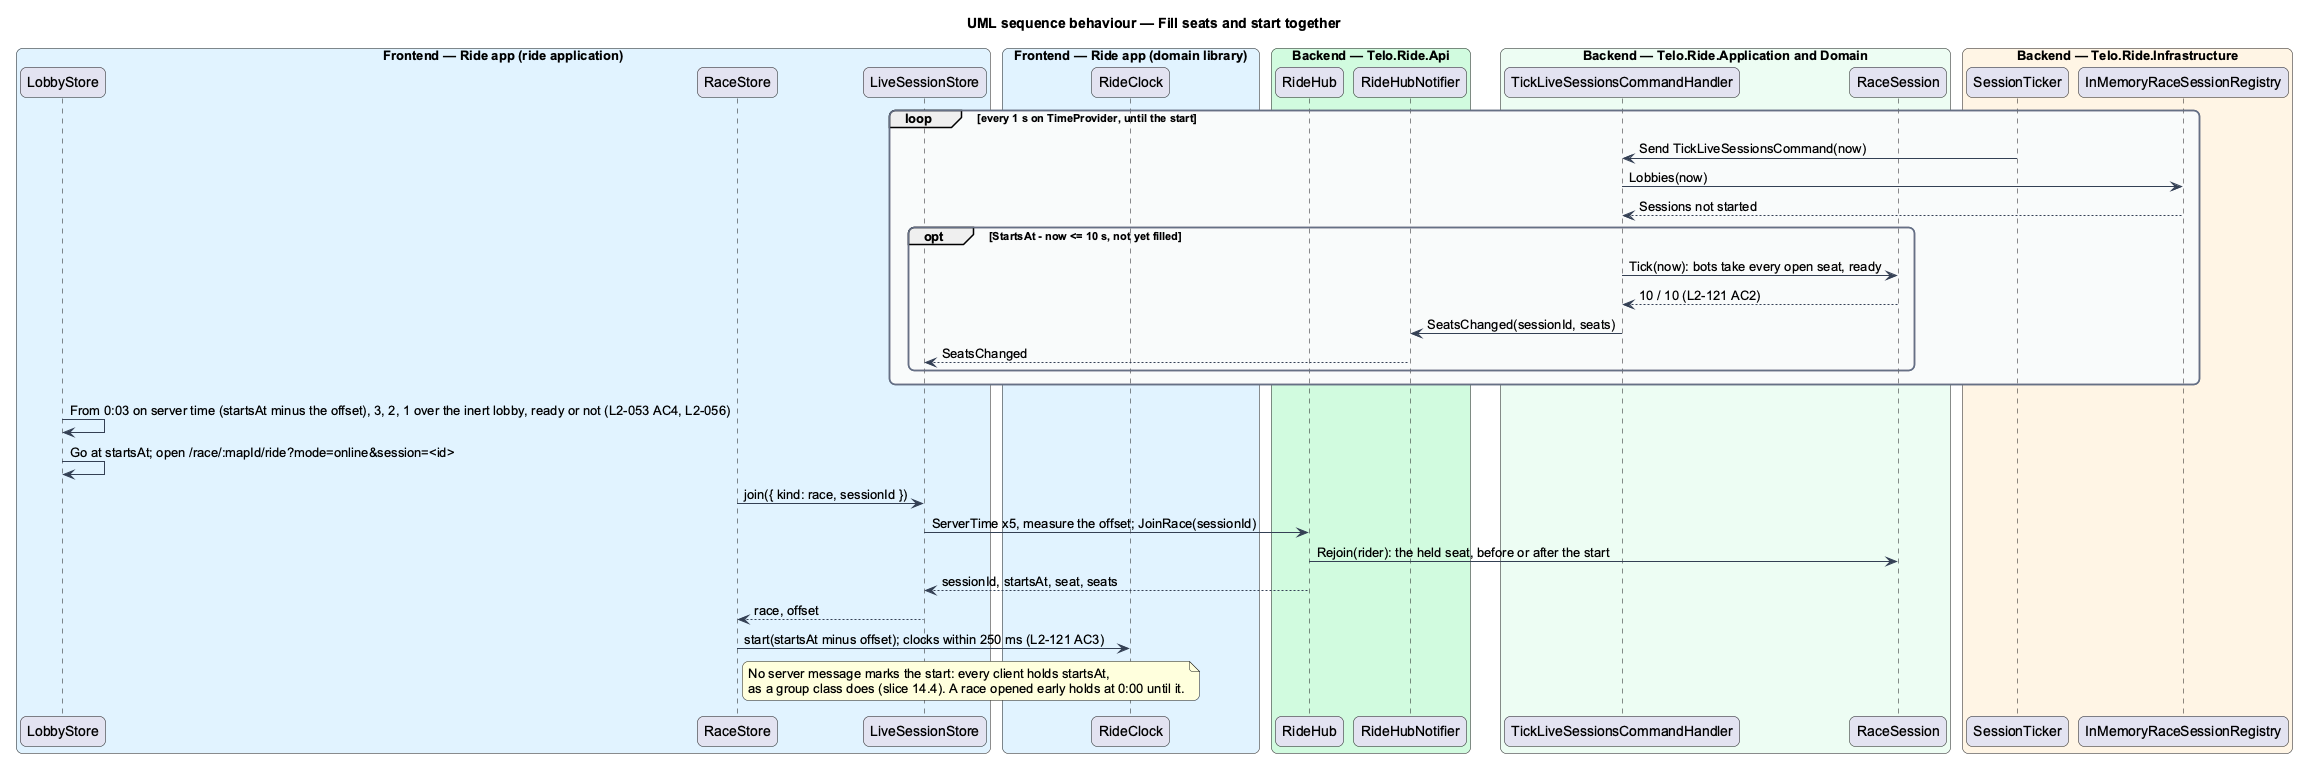 UML sequence behaviour — Fill seats and start together
Frontend — Ride app (ride application)
Frontend — Ride app (domain library)
Backend — Telo.Ride.Api
Backend — Telo.Ride.Application and Domain
Backend — Telo.Ride.Infrastructure
LobbyStore
RaceStore
LiveSessionStore
RideClock
RideHub
RideHubNotifier
TickLiveSessionsCommandHandler
RaceSession
SessionTicker
InMemoryRaceSessionRegistry
loop [every 1 s on TimeProvider, until the start]
Send TickLiveSessionsCommand(now)
Lobbies(now)
Sessions not started
opt [StartsAt - now <= 10 s, not yet filled]
Tick(now): bots take every open seat, ready
10 / 10 (L2-121 AC2)
SeatsChanged(sessionId, seats)
SeatsChanged
From 0:03 on server time (startsAt minus the offset), 3, 2, 1 over the inert lobby, ready or not (L2-053 AC4, L2-056)
Go at startsAt; open /race/:mapId/ride?mode=online&session=<id>
join({ kind: race, sessionId })
ServerTime x5, measure the offset; JoinRace(sessionId)
Rejoin(rider): the held seat, before or after the start
sessionId, startsAt, seat, seats
race, offset
start(startsAt minus offset); clocks within 250 ms (L2-121 AC3)
No server message marks the start: every client holds startsAt,
as a group class does (slice 14.4). A race opened early holds at 0:00 until it.
LobbyStore
RaceStore
LiveSessionStore
RideClock
RideHub
RideHubNotifier
TickLiveSessionsCommandHandler
RaceSession
SessionTicker
InMemoryRaceSessionRegistry